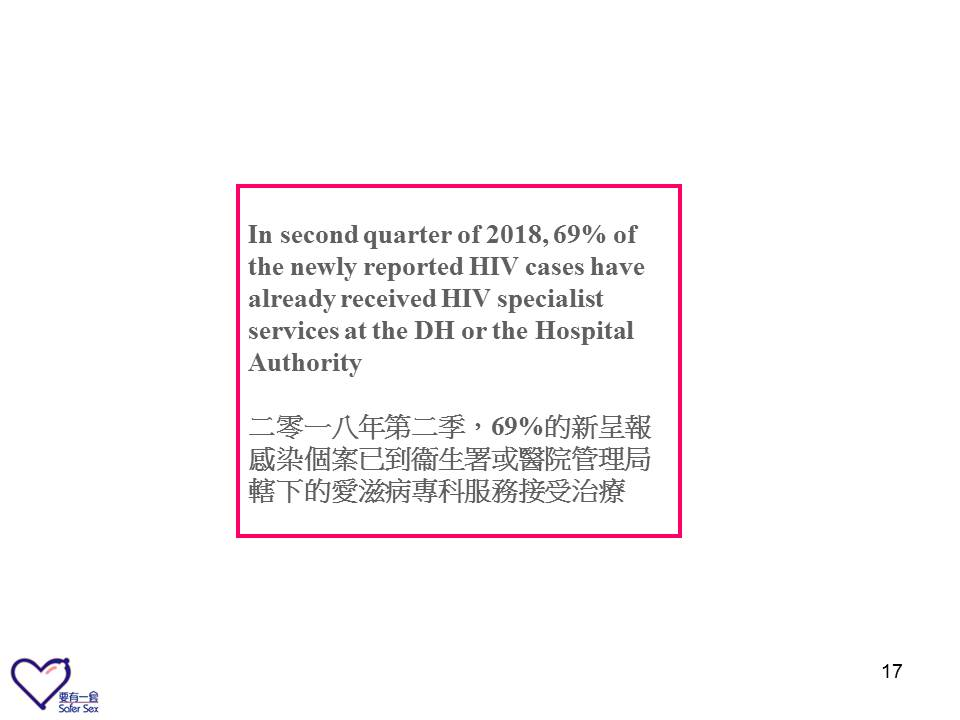 In second quarter of 2018, 69% of
the newly reported HIV cases have
already received HIV specialist
services at the DH or the Hospital
Authority
二零一八年第二季，69%的新呈報
感染個案已到衞生署或醫院管理局
轄下的愛滋病專科服務接受治療
要有一套
Safer Sex
17